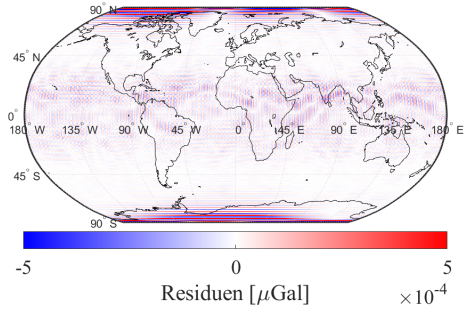 90° N
45° N
0°
180° W 135° W 90° W 45° W 0° 45° E 90° E 135° E 180° E
45° S
90° S
-5 0 5
Residuen [μGal] ×10⁻⁴